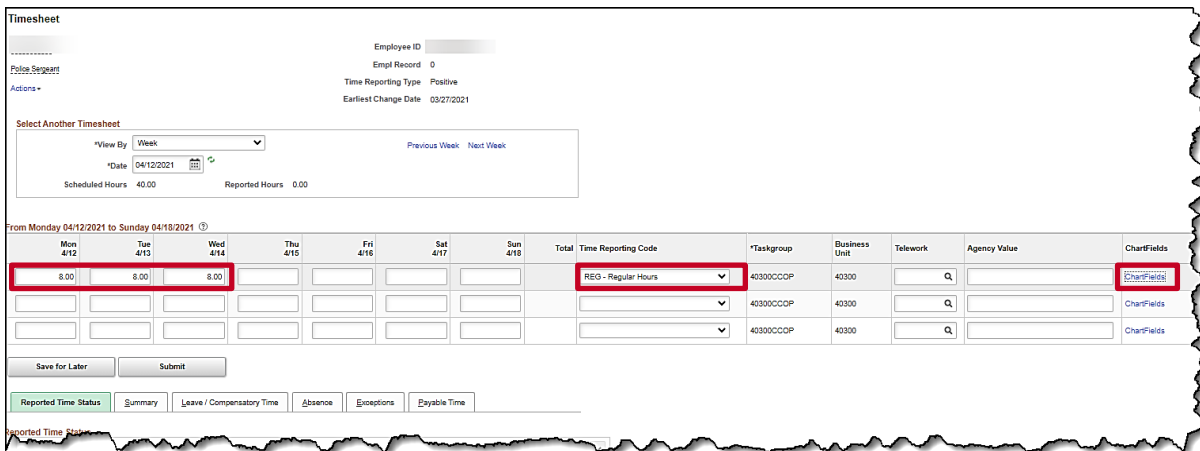 Timesheet
Employee ID
Police Sergeant
Empl Record 0
Actions
Time Reporting Type Positive
Earliest Change Date 03/27/2021
Select Another Timesheet
*View By Week Previous Week Next Week
*Date 04/12/2021
Scheduled Hours 40.00 Reported Hours 0.00
From Monday 04/12/2021 to Sunday 04/18/2021
Mon 4/12 Tue 4/13 Wed 4/14 Thu 4/15 Fri 4/16 Sat 4/17 Sun 4/18 Total Time Reporting Code *Taskgroup Business Unit Telework Agency Value ChartFields
8.00 8.00 8.00 REG - Regular Hours 40300CCOP 40300 ChartFields
40300CCOP 40300 ChartFields
40300CCOP 40300 ChartFields
Save for Later Submit
Reported Time Status Summary Leave / Compensatory Time Absence Exceptions Payable Time
Reported Time Status